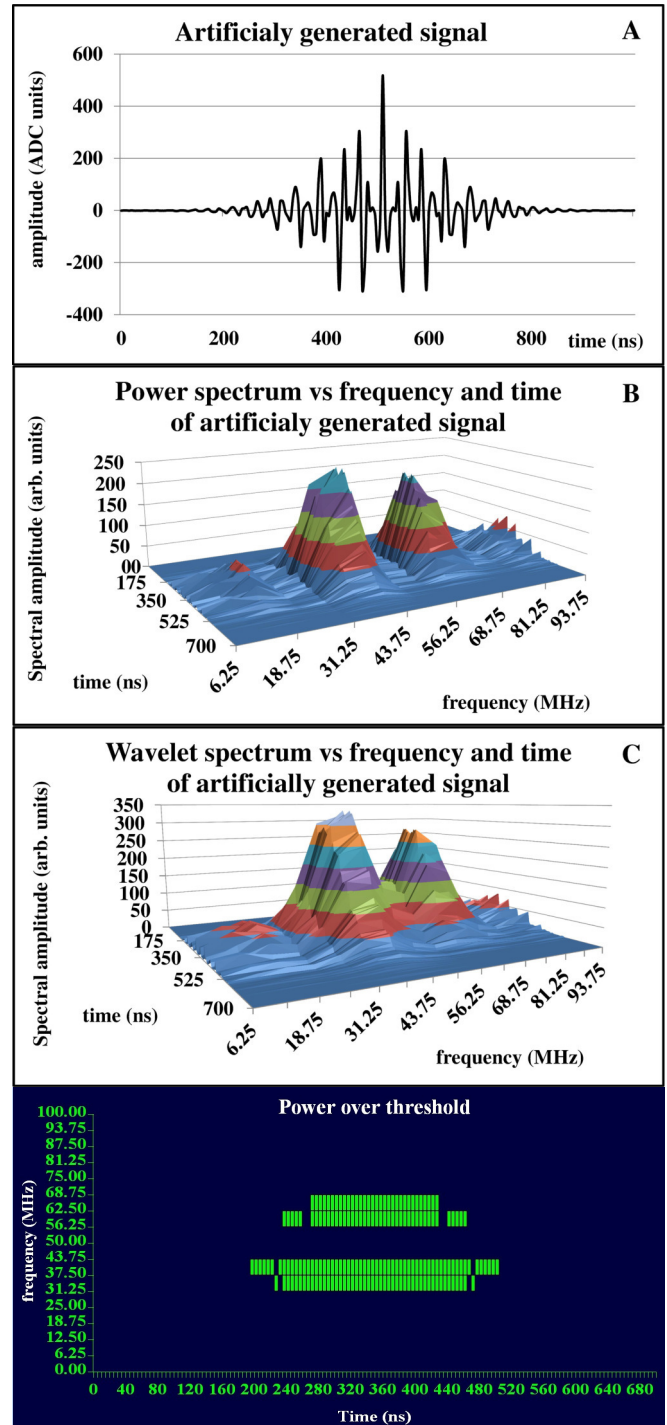 Artificialy generated signal
A
600
400
200
0
-200
-400
amplitude (ADC units)
0 200 400 600 800 time (ns)
Power spectrum vs frequency and time
of artificialy generated signal
B
250
200
150
100
50
00
Spectral amplitude (arb. units)
175
350
525
700
time (ns)
6.25 18.75 31.25 43.75 56.25 68.75 81.25 93.75
frequency (MHz)
Wavelet spectrum vs frequency and time
of artificially generated signal
C
350
300
250
200
150
100
50
0
Spectral amplitude (arb. units)
175
350
525
700
time (ns)
6.25 18.75 31.25 43.75 56.25 68.75 81.25 93.75
frequency (MHz)
Power over threshold
100.00
93.75
87.50
81.25
75.00
68.75
62.50
56.25
50.00
43.75
37.50
31.25
25.00
18.75
12.50
6.25
0.00
frequency (MHz)
0 40 80 120 160 200 240 280 320 360 400 440 480 520 560 600 640 680
Time (ns)